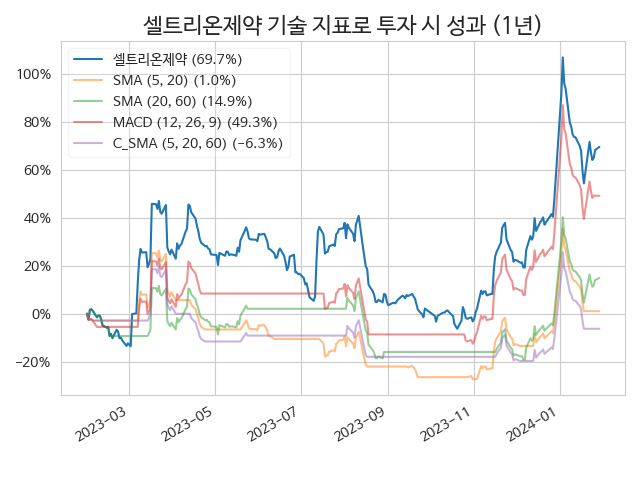 셀트리온제약 기술 지표로 투자 시 성과 (1년)
셀트리온제약 (69.7%)
SMA (5, 20) (1.0%)
SMA (20, 60) (14.9%)
MACD (12, 26, 9) (49.3%)
C_SMA (5, 20, 60) (−6.3%)
100%
80%
60%
40%
20%
0%
−20%
2023−03
2023−05
2023−07
2023−09
2023−11
2024−01